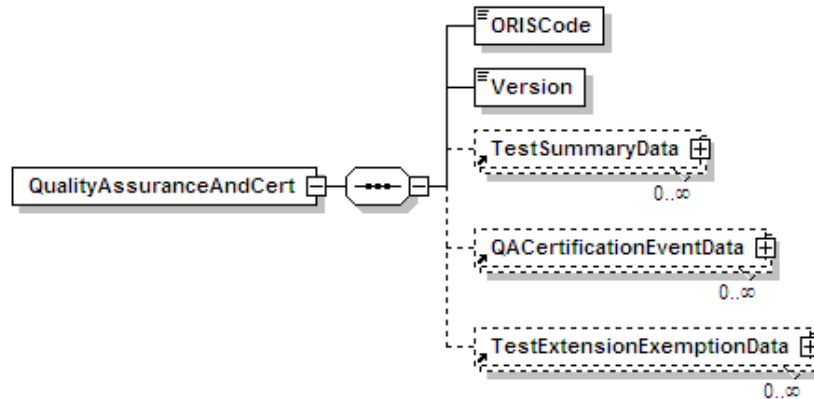 ORISCode
Version
TestSummaryData
0..∞
QualityAssuranceAndCert
QACertificationEventData
0..∞
TestExtensionExemptionData
0..∞